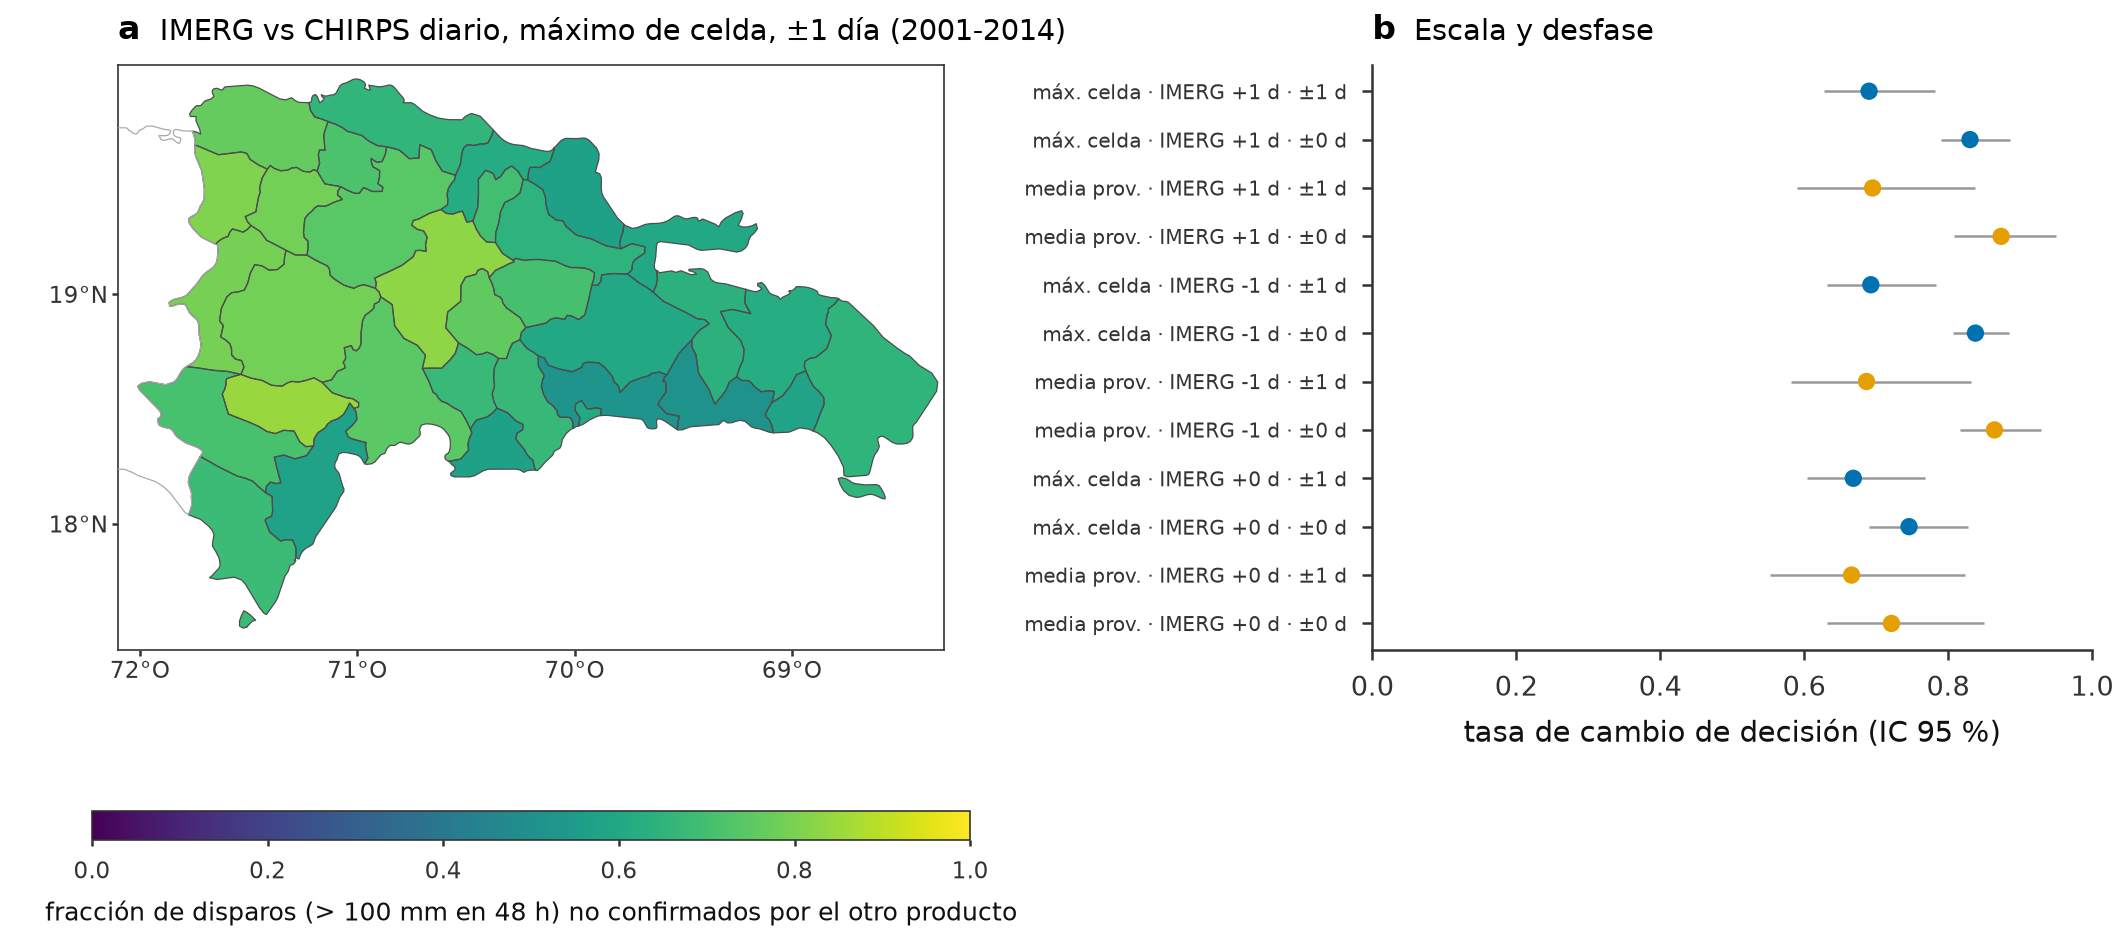 a IMERG vs CHIRPS diario, máximo de celda, ±1 día (2001-2014)
19°N
18°N
72°O 71°O 70°O 69°O
0.0 0.2 0.4 0.6 0.8 1.0
fracción de disparos (> 100 mm en 48 h) no confirmados por el otro producto
b Escala y desfase
máx. celda · IMERG +1 d · ±1 d
máx. celda · IMERG +1 d · ±0 d
media prov. · IMERG +1 d · ±1 d
media prov. · IMERG +1 d · ±0 d
máx. celda · IMERG -1 d · ±1 d
máx. celda · IMERG -1 d · ±0 d
media prov. · IMERG -1 d · ±1 d
media prov. · IMERG -1 d · ±0 d
máx. celda · IMERG +0 d · ±1 d
máx. celda · IMERG +0 d · ±0 d
media prov. · IMERG +0 d · ±1 d
media prov. · IMERG +0 d · ±0 d
0.0 0.2 0.4 0.6 0.8 1.0
tasa de cambio de decisión (IC 95 %)